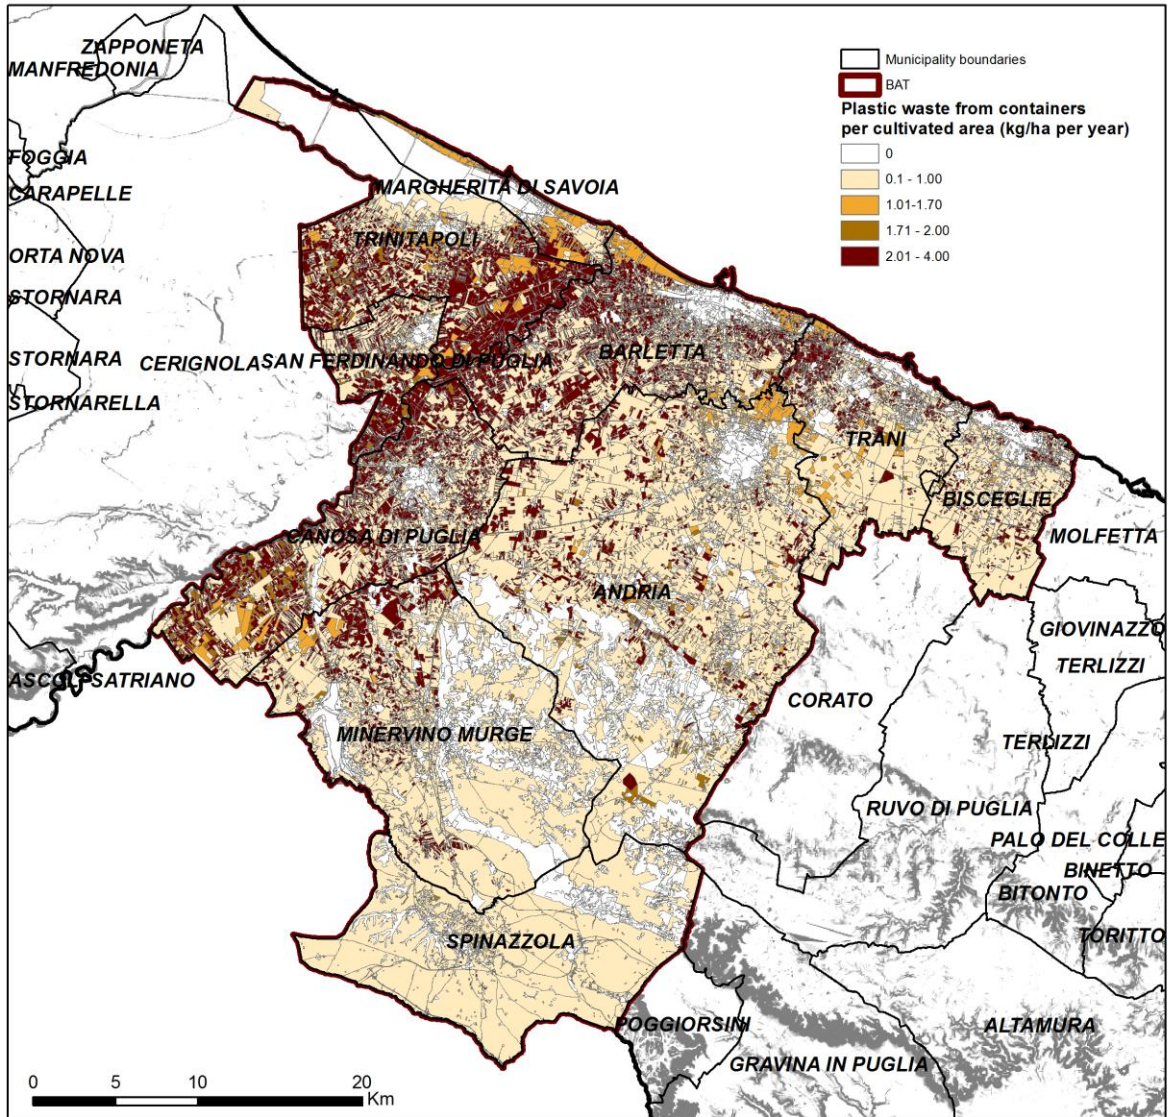 ZAPPONETA
MANFREDONIA
Municipality boundaries
BAT
Plastic waste from containers
per cultivated area (kg/ha per year)
0
0.1 - 1.00
1.01-1.70
1.71 - 2.00
2.01 - 4.00
FOGGIA
CARAPELLE
MARGHERITA DI SAVOIA
TRINITAPOLI
ORTA NOVA
STORNARA
STORNARA
CERIGNOLA
SAN FERDINANDO DI PUGLIA
BARLETTA
STORNARELLA
TRANI
BISCEGLIE
CANOSA DI PUGLIA
MOLFETTA
ANDRIA
GIOVINAZZO
TERLIZZI
ASCOLI SATRIANO
CORATO
MINERVINO MURGE
TERLIZZI
RUVO DI PUGLIA
PALO DEL COLLE
BINETTO
BITONTO
TORITTO
SPINAZZOLA
POGGIORSINI
ALTAMURA
GRAVINA IN PUGLIA
0 5 10 20
Km